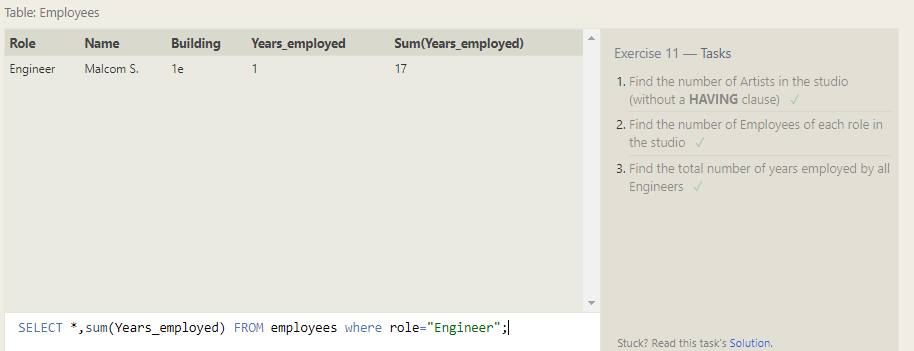 Table: Employees
Role Name Building Years_employed Sum(Years_employed)
Engineer Malcom S. 1e 1 17
SELECT *,sum(Years_employed) FROM employees where role="Engineer";
Exercise 11 — Tasks
1. Find the number of Artists in the studio
(without a HAVING clause) ✓
2. Find the number of Employees of each role in
the studio ✓
3. Find the total number of years employed by all
Engineers ✓
Stuck? Read this task's Solution.